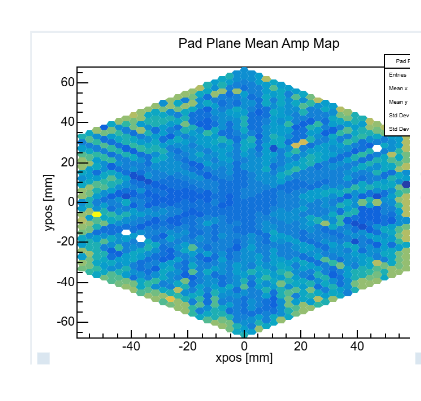 Pad Plane Mean Amp Map
Pad P
Entries
Mean x
Mean y
Std Dev
Std Dev
60
40
20
0
-20
-40
-60
ypos [mm]
-40
-20
0
20
40
xpos [mm]